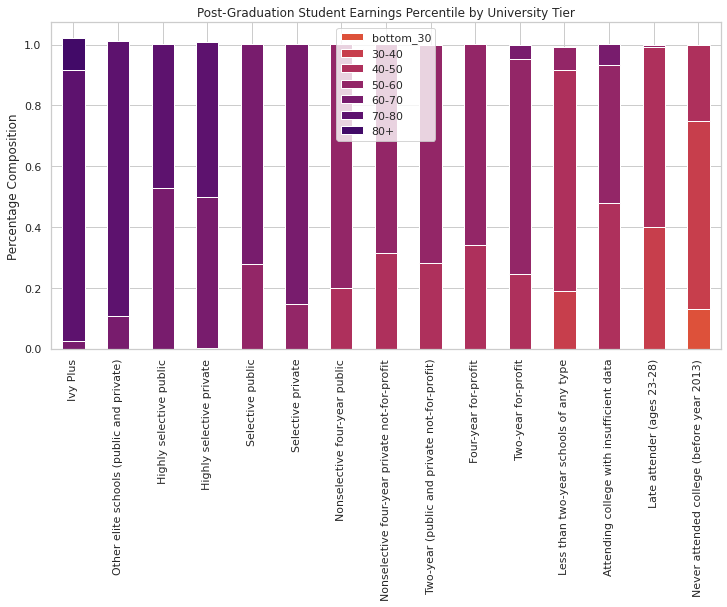 Post-Graduation Student Earnings Percentile by University Tier
bottom_30
30-40
40-50
50-60
60-70
70-80
80+
Percentage Composition
1.0
0.8
0.6
0.4
0.2
0.0
Ivy Plus
Other elite schools (public and private)
Highly selective public
Highly selective private
Selective public
Selective private
Nonselective four-year public
Nonselective four-year private not-for-profit
Two-year (public and private not-for-profit)
Four-year for-profit
Two-year for-profit
Less than two-year schools of any type
Attending college with insufficient data
Late attender (ages 23-28)
Never attended college (before year 2013)